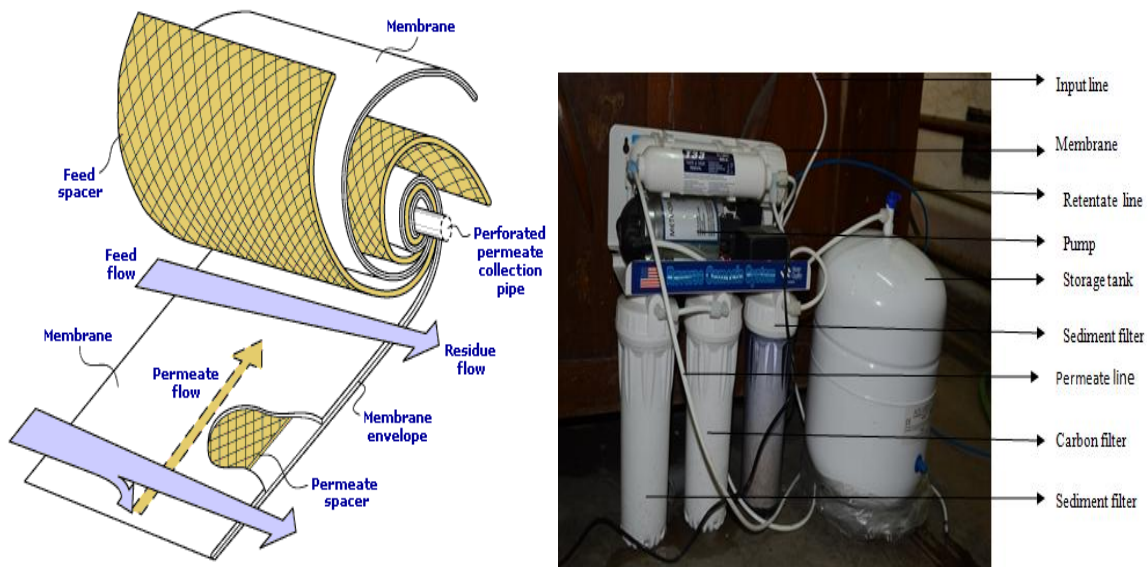 Membrane
Feed
spacer
Perforated
permeate
collection
pipe
Feed
flow
Membrane
Residue
flow
Permeate
flow
Membrane
envelope
Permeate
spacer
Input line
Membrane
Retentate line
Pump
Storage tank
Sediment filter
Permeate line
Carbon filter
Sediment filter